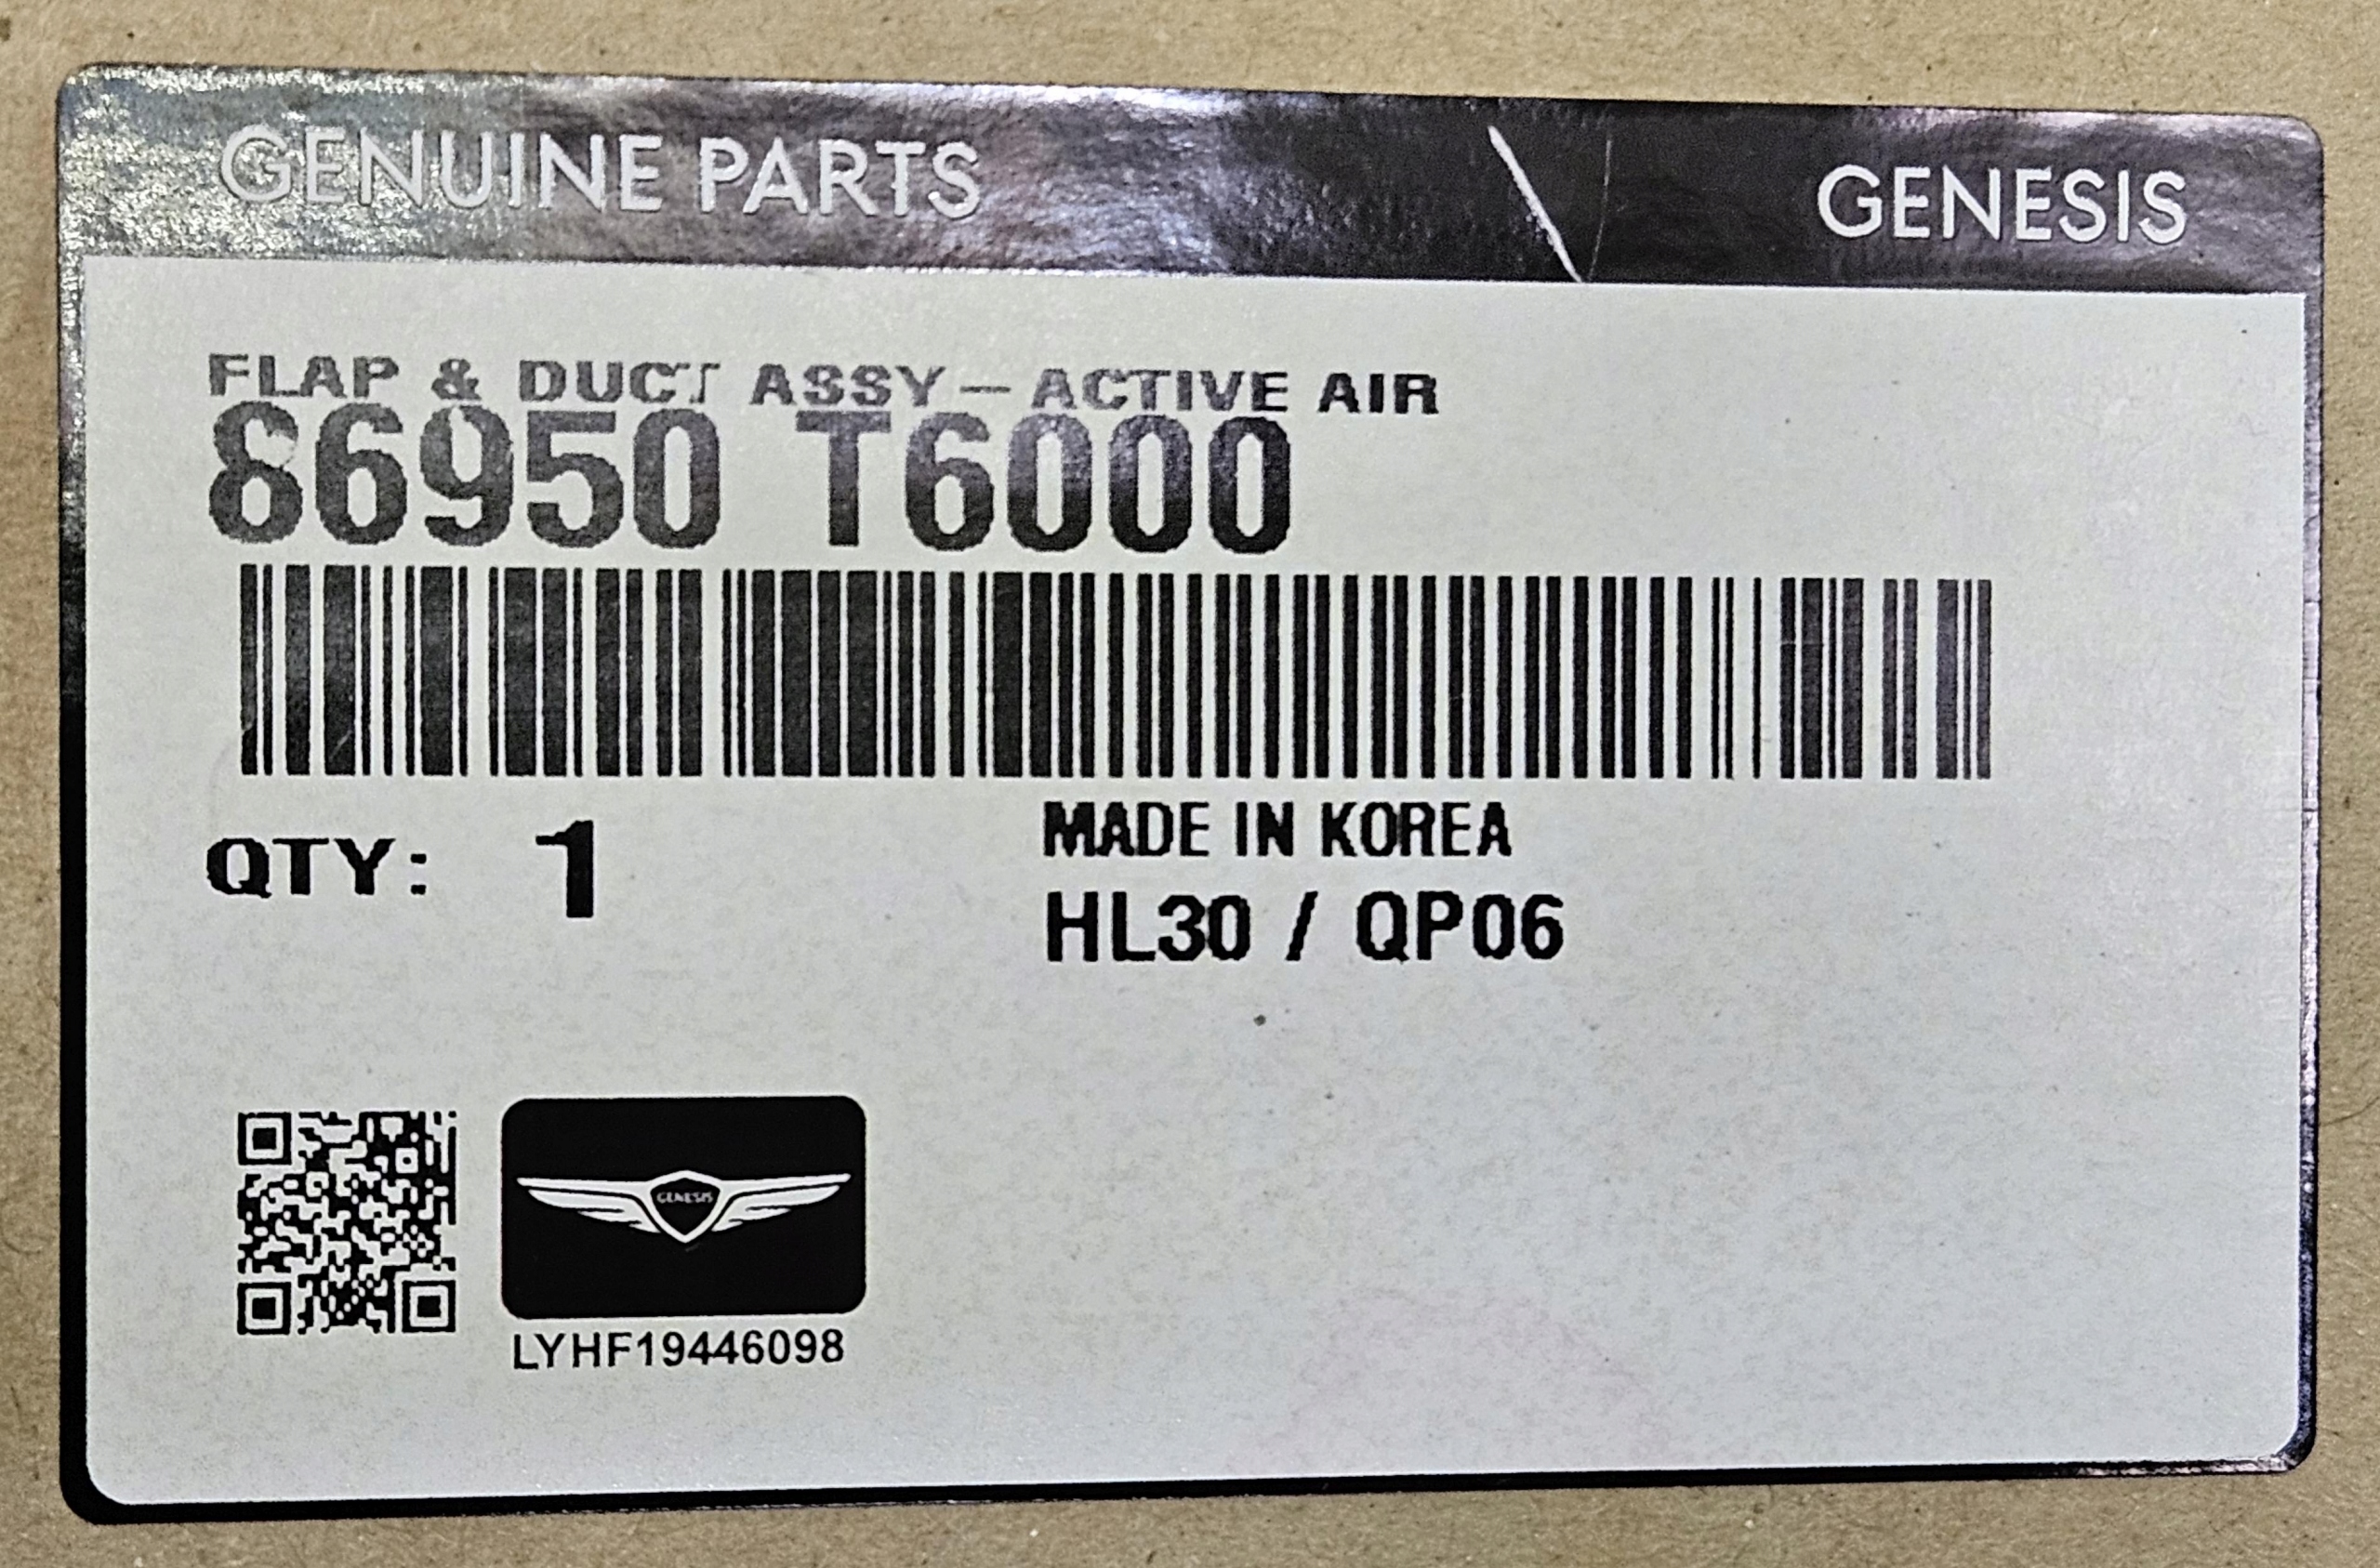 GENUINE PARTS GENESIS
FLAP & DUCT ASSY-ACTIVE AIR
86950 T6000
QTY: 1
MADE IN KOREA
HL30 / QP06
GENESIS
LYHF19446098